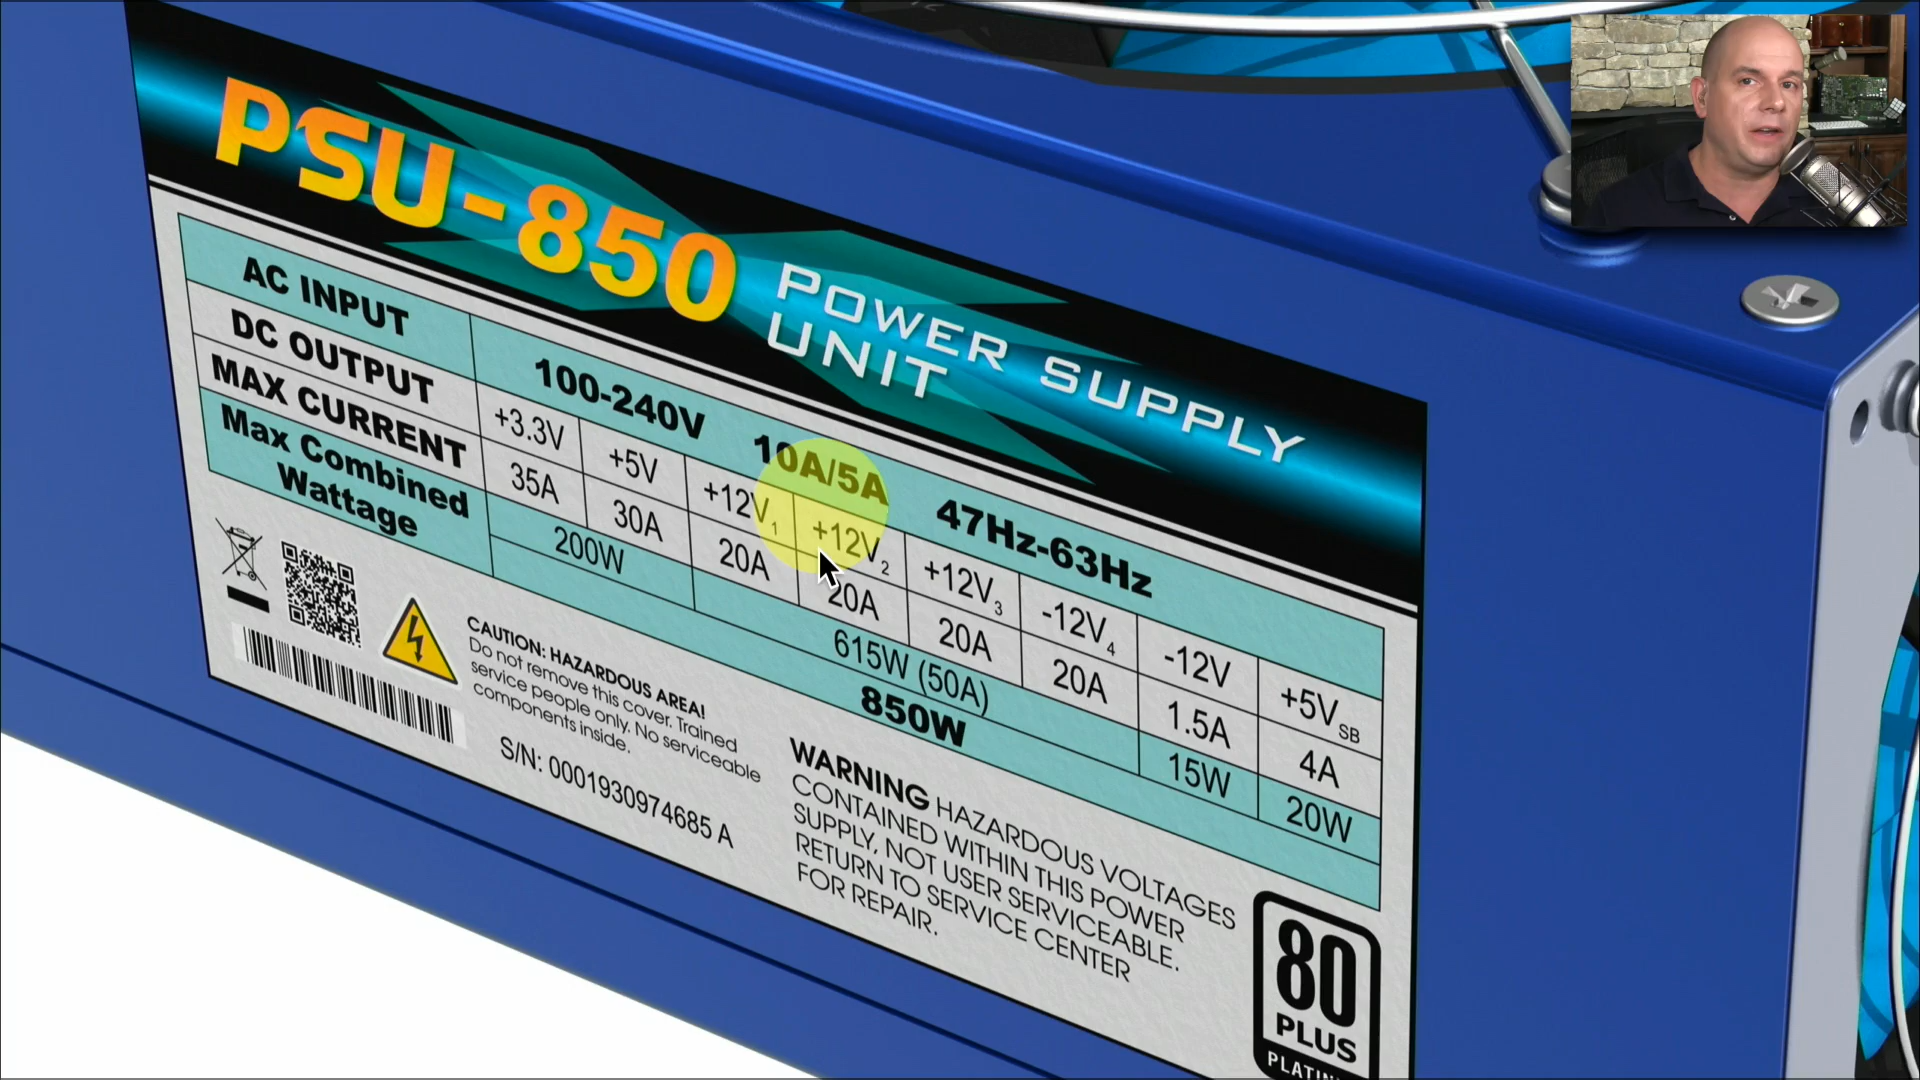 PSU-850
POWER SUPPLY
UNIT
AC INPUT 100-240V 10A/5A 47Hz-63Hz
DC OUTPUT +3.3V +5V +12V1 +12V2 +12V3 -12V4 -12V +5VSB
MAX CURRENT 35A 30A 20A 20A 20A 20A 1.5A 4A
Max Combined
Wattage
200W 615W (50A) 15W 20W
850W
CAUTION: HAZARDOUS AREA!
Do not remove this cover. Trained
service people only. No serviceable
components inside.
S/N: 0001930974685 A
WARNING HAZARDOUS VOLTAGES
CONTAINED WITHIN THIS POWER
SUPPLY, NOT USER SERVICEABLE.
RETURN TO SERVICE CENTER
FOR REPAIR.
80
PLUS